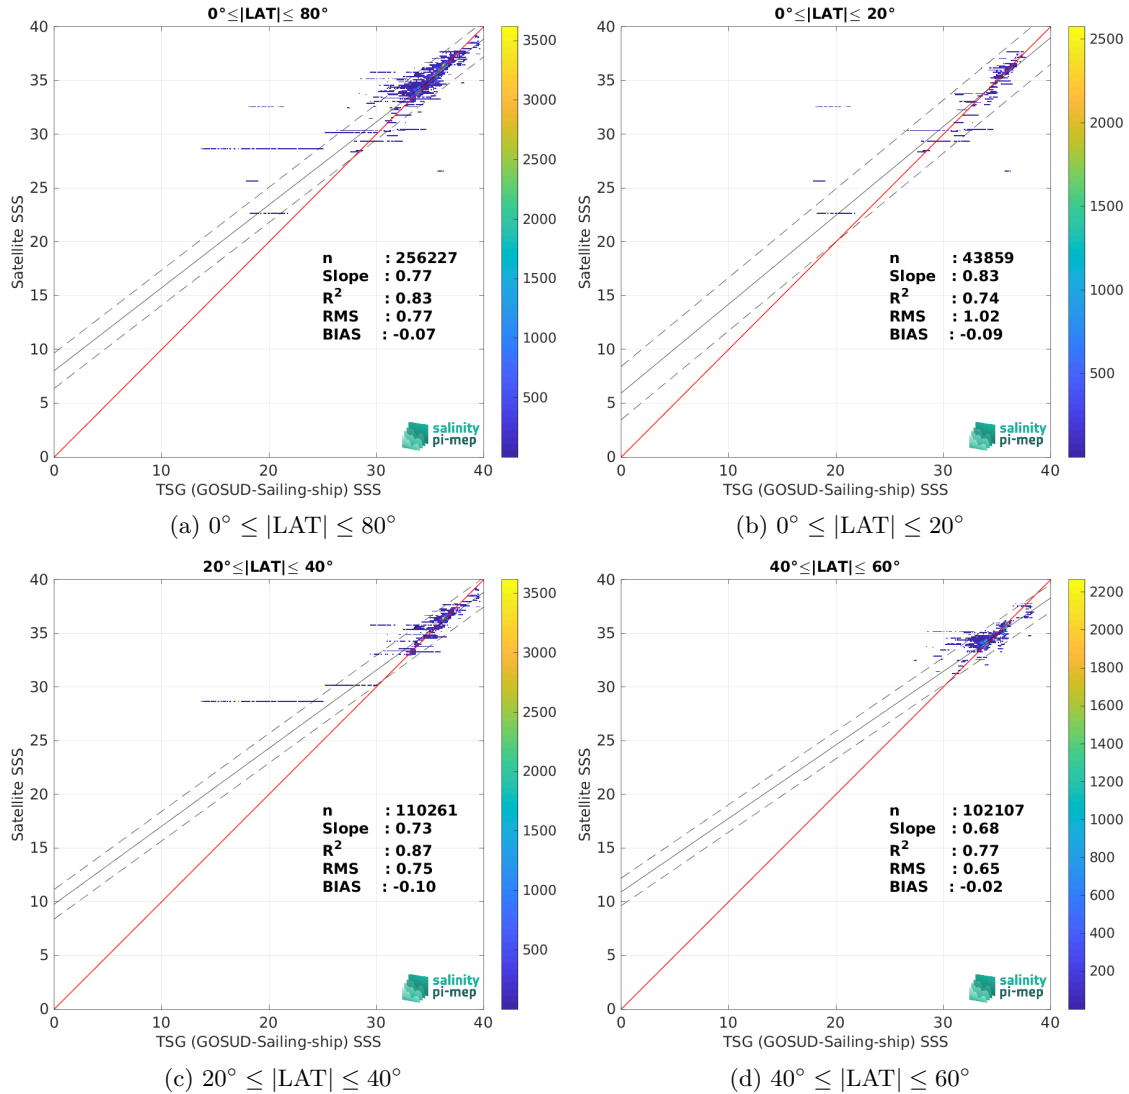 0°≤|LAT|≤ 80°
40
35
30
25
20
15
10
5
0
Satellite SSS
n : 256227
Slope : 0.77
R² : 0.83
RMS : 0.77
BIAS : -0.07
salinity
pi-mep
0 10 20 30 40
TSG (GOSUD-Sailing-ship) SSS
3500
3000
2500
2000
1500
1000
500
(a) 0° ≤ |LAT| ≤ 80°
0°≤|LAT|≤ 20°
40
35
30
25
20
15
10
5
0
Satellite SSS
n : 43859
Slope : 0.83
R² : 0.74
RMS : 1.02
BIAS : -0.09
salinity
pi-mep
0 10 20 30 40
TSG (GOSUD-Sailing-ship) SSS
2500
2000
1500
1000
500
(b) 0° ≤ |LAT| ≤ 20°
20°≤|LAT|≤ 40°
40
35
30
25
20
15
10
5
0
Satellite SSS
n : 110261
Slope : 0.73
R² : 0.87
RMS : 0.75
BIAS : -0.10
salinity
pi-mep
0 10 20 30 40
TSG (GOSUD-Sailing-ship) SSS
3500
3000
2500
2000
1500
1000
500
(c) 20° ≤ |LAT| ≤ 40°
40°≤|LAT|≤ 60°
40
35
30
25
20
15
10
5
0
Satellite SSS
n : 102107
Slope : 0.68
R² : 0.77
RMS : 0.65
BIAS : -0.02
salinity
pi-mep
0 10 20 30 40
TSG (GOSUD-Sailing-ship) SSS
2200
2000
1800
1600
1400
1200
1000
800
600
400
200
(d) 40° ≤ |LAT| ≤ 60°